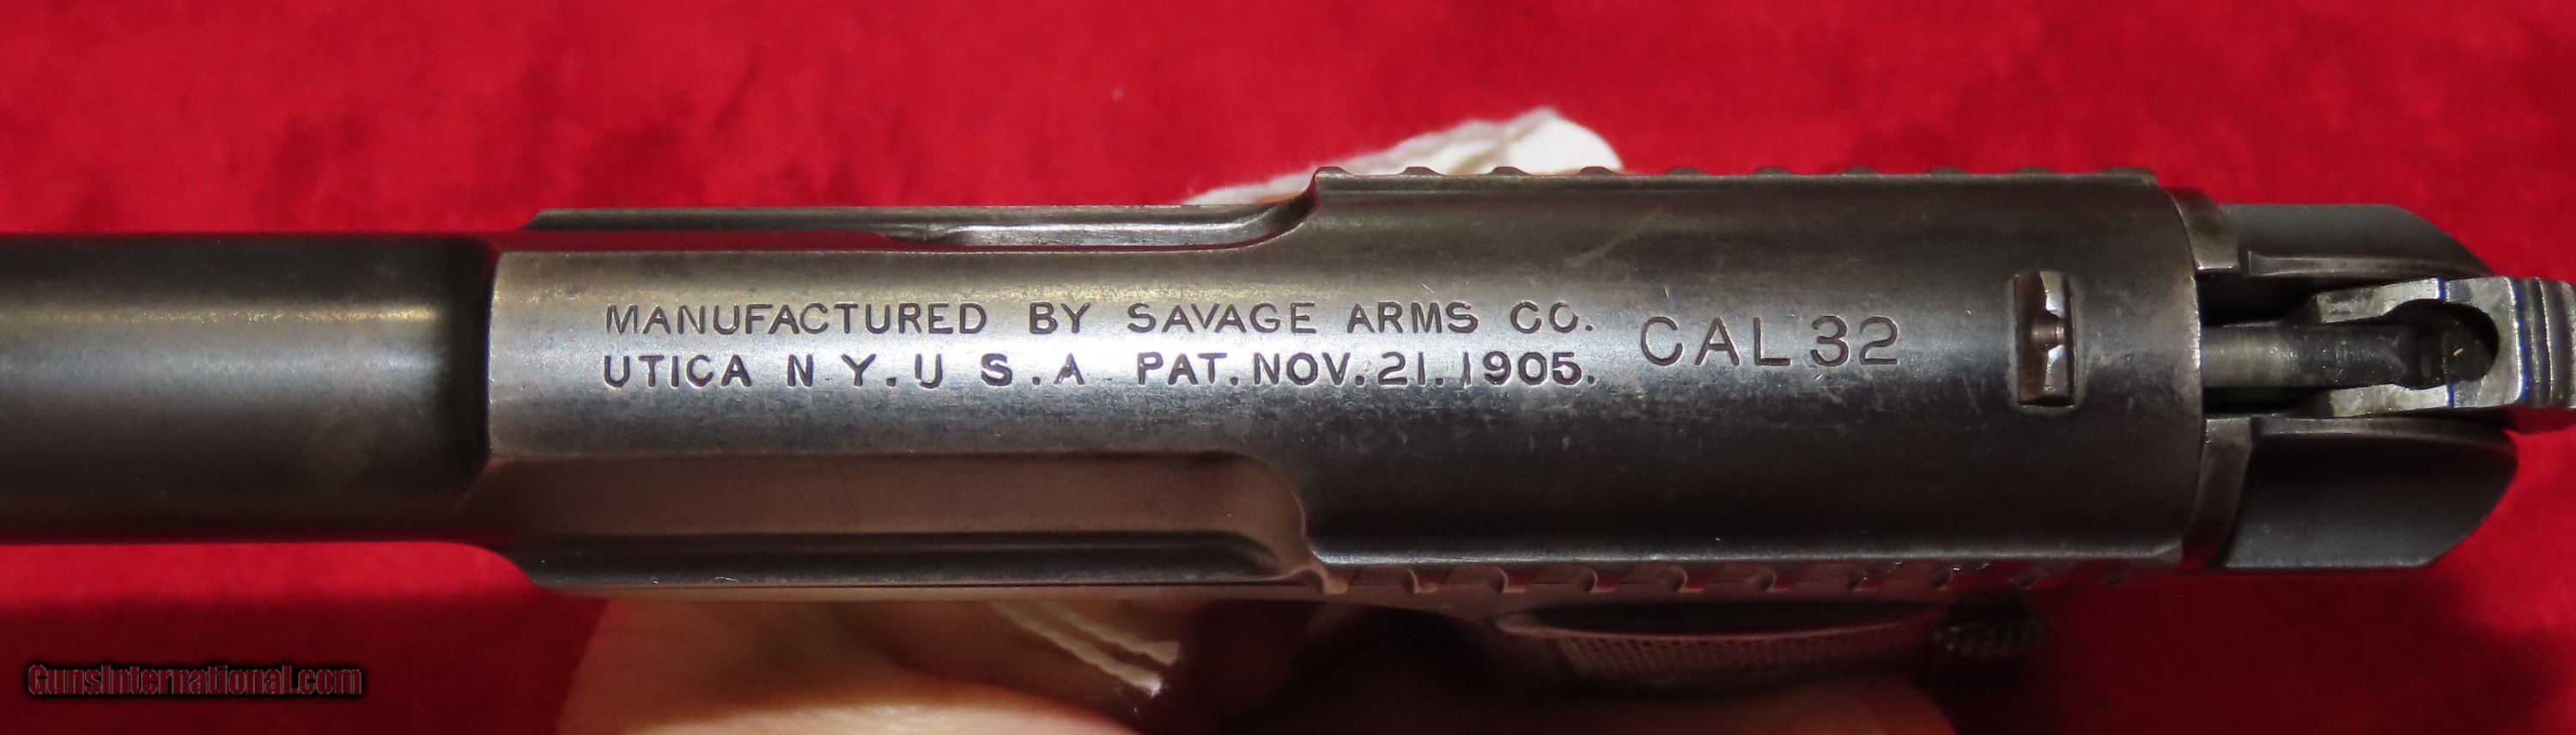 MANUFACTURED BY SAVAGE ARMS CO.
UTICA N Y. U S. A PAT. NOV. 21. 1905.
CAL 32
GunsInternational.com